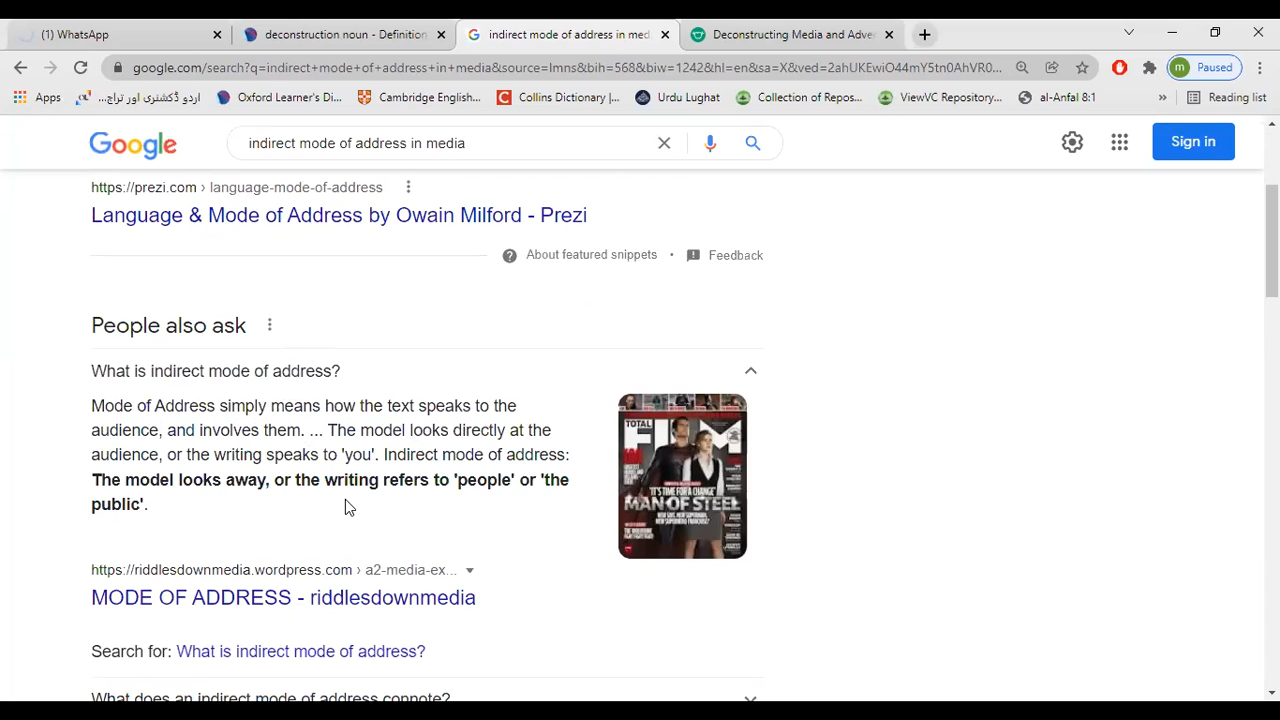 (1) WhatsApp
deconstruction noun - Definition
indirect mode of address in med
Deconstructing Media and Adve
google.com/search?q=indirect+mode+of+address+in+media&source=lmns&bih=568&biw=1242&hl=en&sa=X&ved=2ahUKEwiO44mY5tn0AhVR0...
m Paused
Apps
اردو ڈکشنری اور تراج...
Oxford Learner's Di...
Cambridge English...
Collins Dictionary |...
Urdu Lughat
Collection of Repos...
ViewVC Repository...
al-Anfal 8:1
»
Reading list
Google
indirect mode of address in media
Sign in
https://prezi.com › language-mode-of-address
Language & Mode of Address by Owain Milford - Prezi
About featured snippets • Feedback
People also ask
What is indirect mode of address?
Mode of Address simply means how the text speaks to the
audience, and involves them. ... The model looks directly at the
audience, or the writing speaks to 'you'. Indirect mode of address:
The model looks away, or the writing refers to 'people' or 'the
public'.
TOTAL
FILM
'IT'S TIME FOR A CHANGE'
MAN OF STEEL
https://riddlesdownmedia.wordpress.com › a2-media-ex...
MODE OF ADDRESS - riddlesdownmedia
Search for: What is indirect mode of address?
What does an indirect mode of address connote?